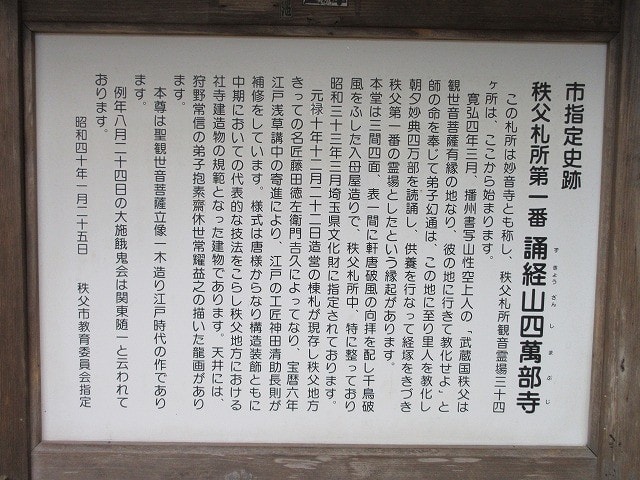 市指定史跡
秩父札所第一番 誦経山四萬部寺
ずきょうざんしまぶじ
この札所は妙音寺とも称し、秩父札所観音霊場三十四
ヶ所は、ここから始まります。
寛弘四年三月、播州書写山性空上人の「武蔵国秩父は
観世音菩薩有縁の地なり、彼の地に行きて教化せよ」と
師の命を奉じて弟子幻通は、この地に至り里人を教化し
朝夕妙典四万部を読誦し、供養を行なって経塚をきづき
秩父第一番の霊場としたという縁起があります。
本堂は三間四面、表一間に軒唐破風の向拝を配し千鳥破
風をふした入母屋造りで、秩父札所中、特に整っており
昭和三十三年三月埼玉県文化財に指定されております。
元禄十年十二月二十二日造営の棟札が現存し秩父地方
きっての名匠藤田徳左衛門吉久によってなり、宝暦六年
江戸浅草講中の寄進により、江戸の工匠神田清助長則が
補修をしています。様式は唐様からなり構造装飾ともに
中期においての代表的な技法をこらし秩父地方における
社寺建造物の規範となった建物であります。天井には、
狩野常信の弟子抱素齋休世常耀益之の描いた龍画があり
ます。
本尊は聖観世音菩薩立像一木造り江戸時代の作であり
ます。
例年八月二十四日の大施餓鬼会は関東随一と云われて
おります。
昭和四十年一月二十五日 秩父市教育委員会指定